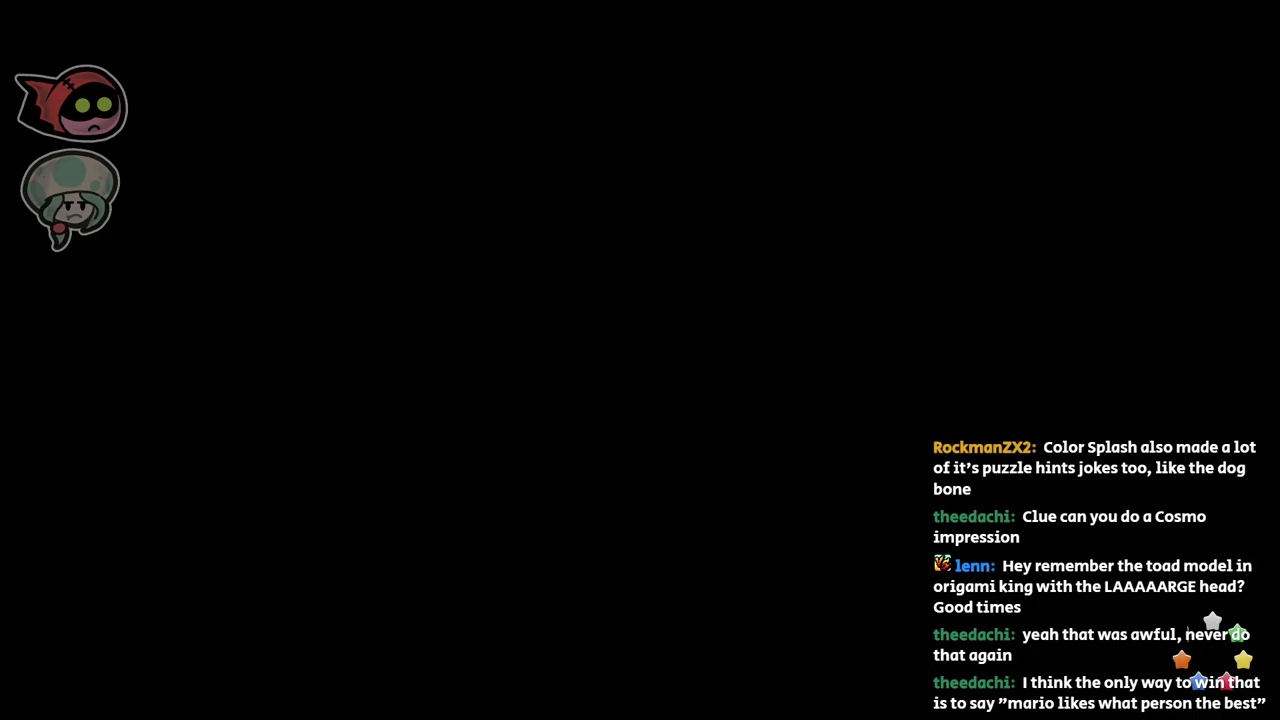 RockmanZX2: Color Splash also made a lot
of it's puzzle hints jokes too, like the dog
bone
theedachi: Clue can you do a Cosmo
impression
lenn: Hey remember the toad model in
origami king with the LAAAAARGE head?
Good times
theedachi: yeah that was awful, never do
that again
theedachi: I think the only way to win that
is to say "mario likes what person the best"